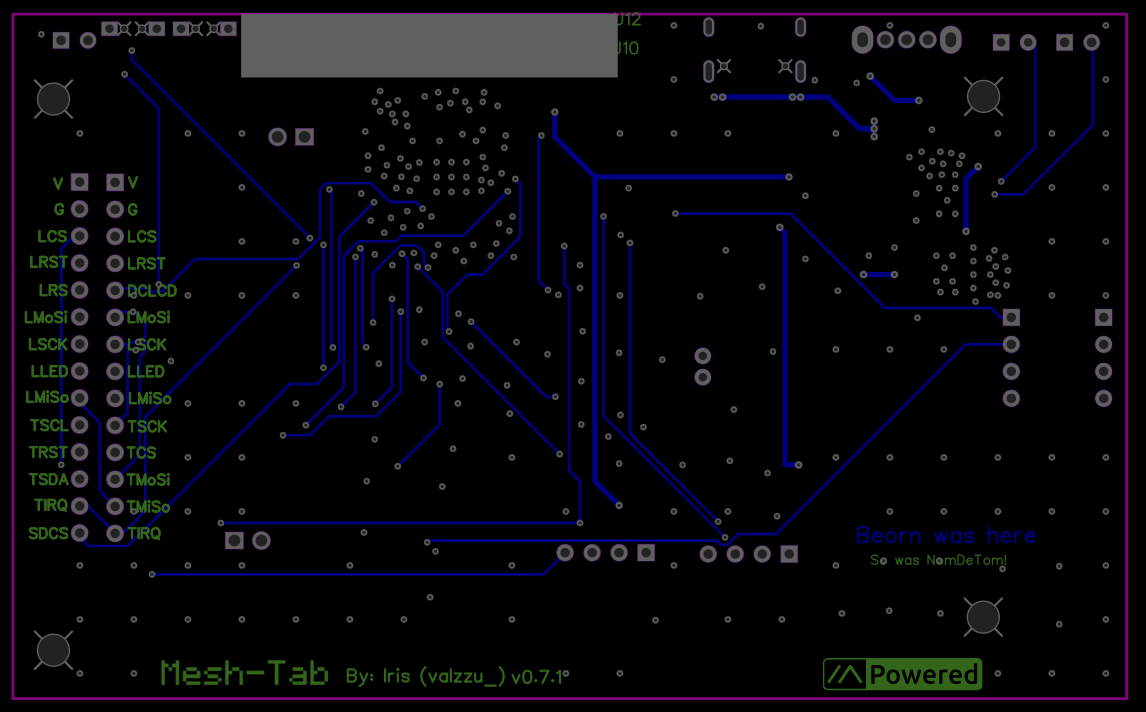 U12
U10
V V
G G
LCS LCS
LRST LRST
LRS DCLCD
LMoSi LMoSi
LSCK LSCK
LLED LLED
LMiSo LMiSo
TSCL TSCK
TRST TCS
TSDA TMoSi
TIRQ TMiSo
SDCS TIRQ
Beorn was here
So was NomDeTom!
Mesh-Tab By: Iris (valzzu_) v0.7.1
Powered